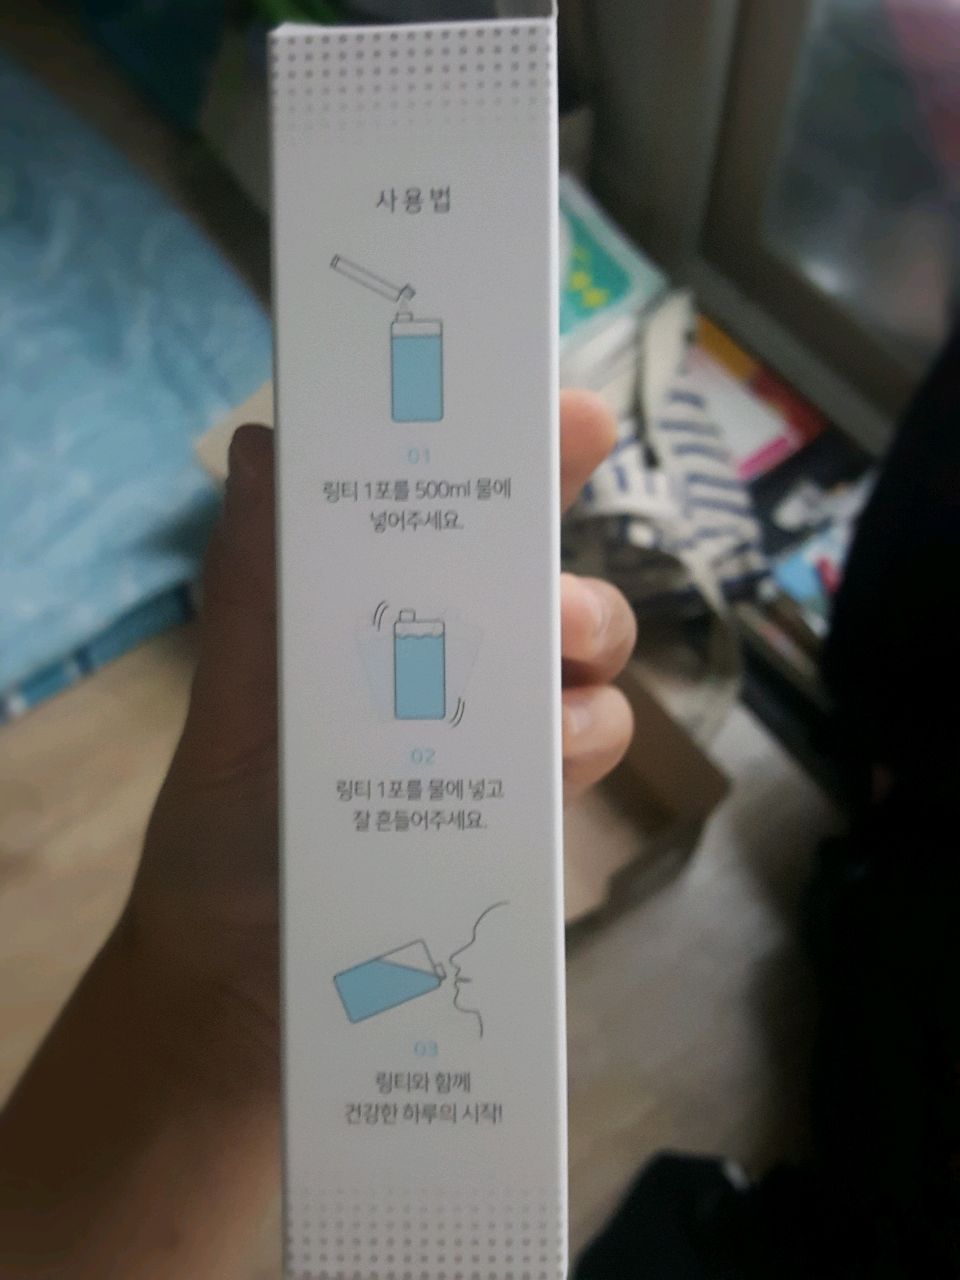 사용법
01
링티 1포를 500ml 물에
넣어주세요.
02
링티 1포를 물에 넣고
잘 흔들어주세요.
03
링티와 함께
건강한 하루의 시작!